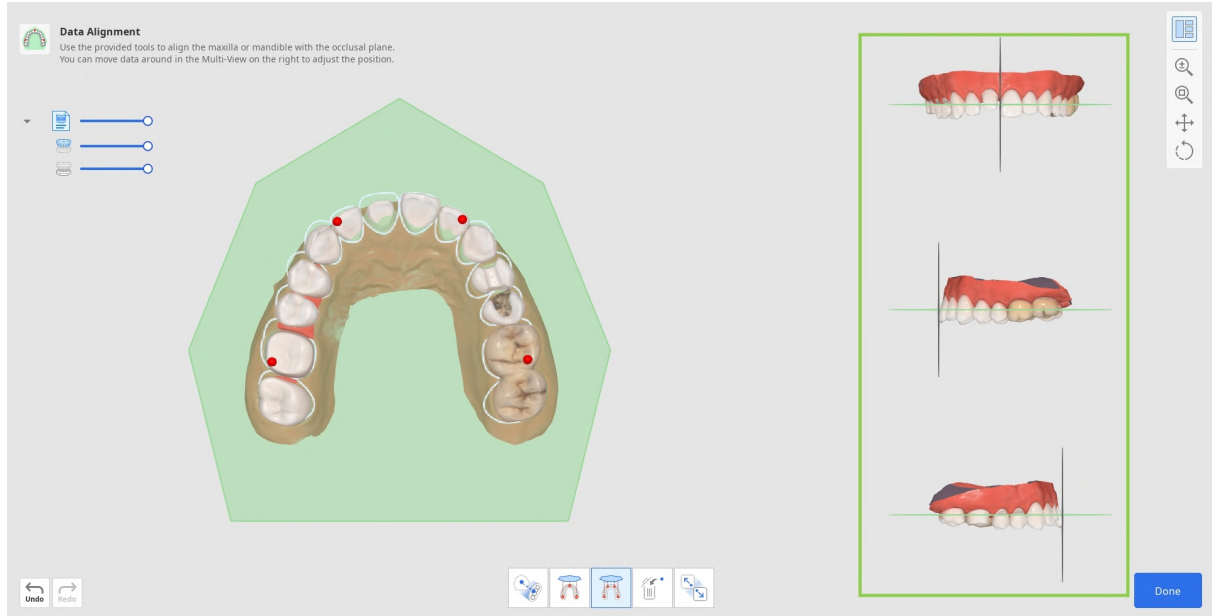 Data Alignment
Use the provided tools to align the maxilla or mandible with the occlusal plane.
You can move data around in the Multi-View on the right to adjust the position.
Undo
Redo
Done